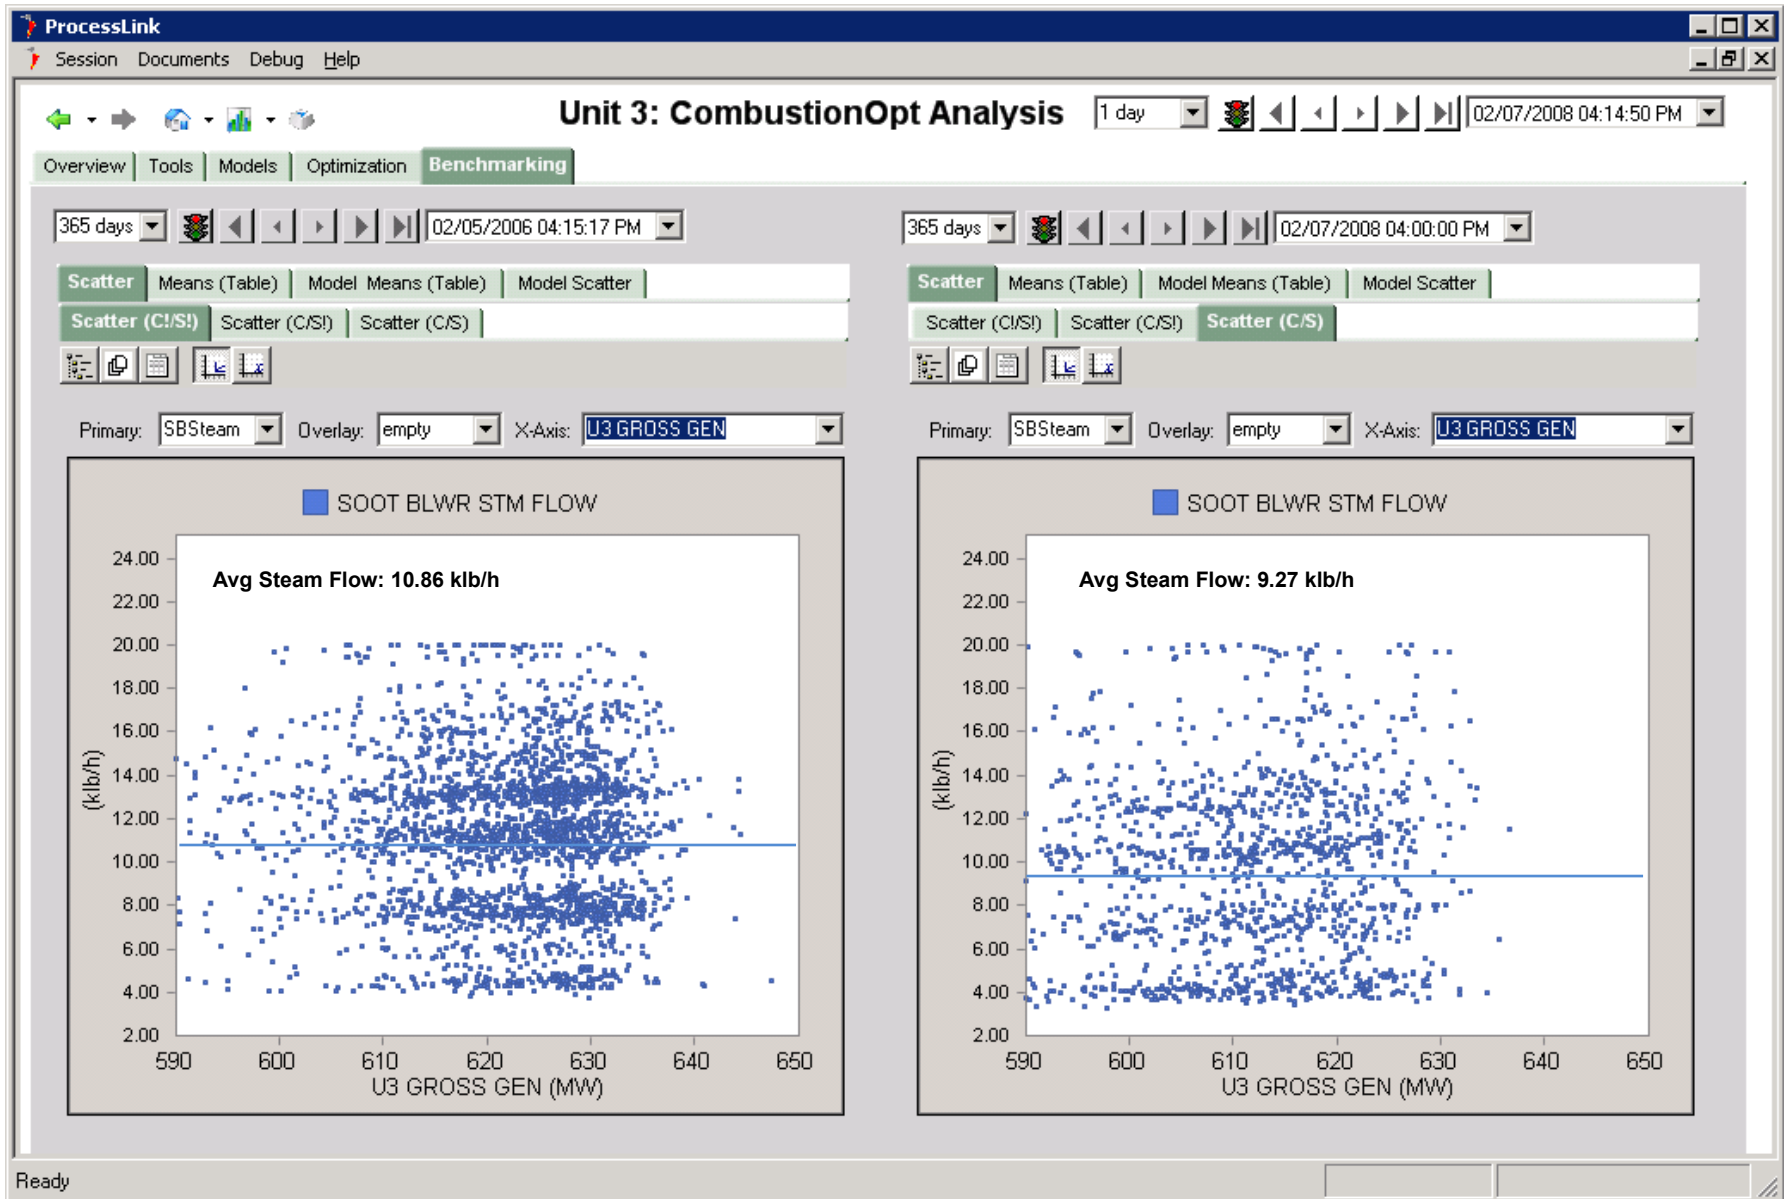 ProcessLink
Session Documents Debug Help
Unit 3: CombustionOpt Analysis 1 day 02/07/2008 04:14:50 PM
Overview Tools Models Optimization Benchmarking
365 days 02/05/2006 04:15:17 PM
Scatter Means (Table) Model Means (Table) Model Scatter
Scatter (C!/S!) Scatter (C/S!) Scatter (C/S)
Primary: SBSteam Overlay: empty X-Axis: U3 GROSS GEN
SOOT BLWR STM FLOW
Avg Steam Flow: 10.86 klb/h
24.00
22.00
20.00
18.00
16.00
14.00
12.00
10.00
8.00
6.00
4.00
2.00
(klb/h)
590 600 610 620 630 640 650
U3 GROSS GEN (MW)
365 days 02/07/2008 04:00:00 PM
Scatter Means (Table) Model Means (Table) Model Scatter
Scatter (C!/S!) Scatter (C/S!) Scatter (C/S)
Primary: SBSteam Overlay: empty X-Axis: U3 GROSS GEN
SOOT BLWR STM FLOW
Avg Steam Flow: 9.27 klb/h
24.00
22.00
20.00
18.00
16.00
14.00
12.00
10.00
8.00
6.00
4.00
2.00
(klb/h)
590 600 610 620 630 640 650
U3 GROSS GEN (MW)
Ready